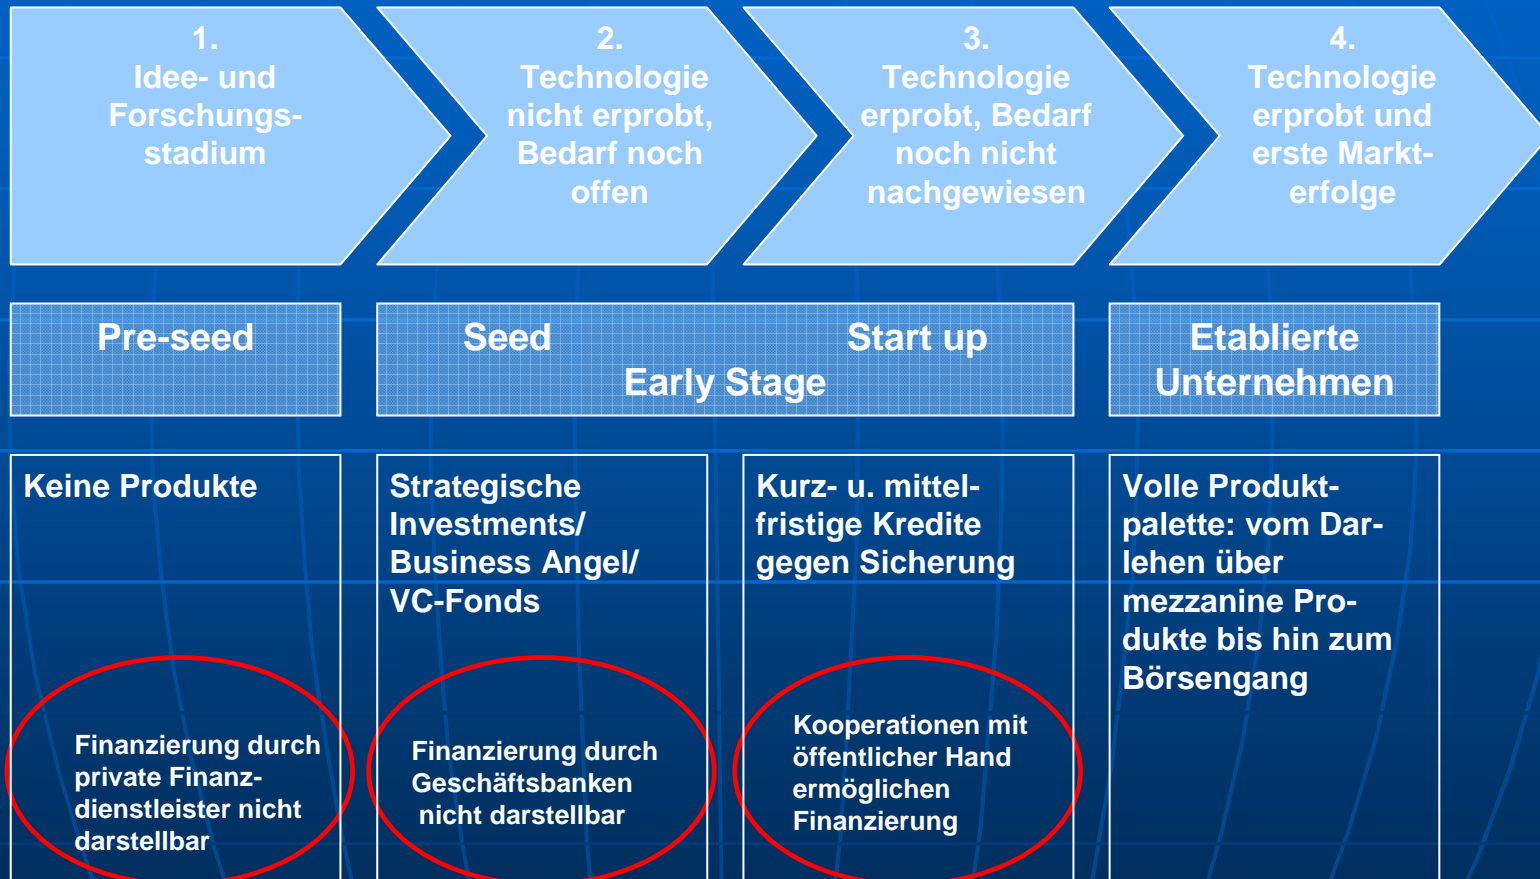 1.
Idee- und
Forschungs-
stadium
2.
Technologie
nicht erprobt,
Bedarf noch
offen
3.
Technologie
erprobt, Bedarf
noch nicht
nachgewiesen
4.
Technologie
erprobt und
erste Markt-
erfolge
Pre-seed
Seed Start up
Early Stage
Etablierte
Unternehmen
Keine Produkte
Finanzierung durch
private Finanz-
dienstleister nicht
darstellbar
Strategische
Investments/
Business Angel/
VC-Fonds
Finanzierung durch
Geschäftsbanken
nicht darstellbar
Kurz- u. mittel-
fristige Kredite
gegen Sicherung
Kooperationen mit
öffentlicher Hand
ermöglichen
Finanzierung
Volle Produkt-
palette: vom Dar-
lehen über
mezzanine Pro-
dukte bis hin zum
Börsengang